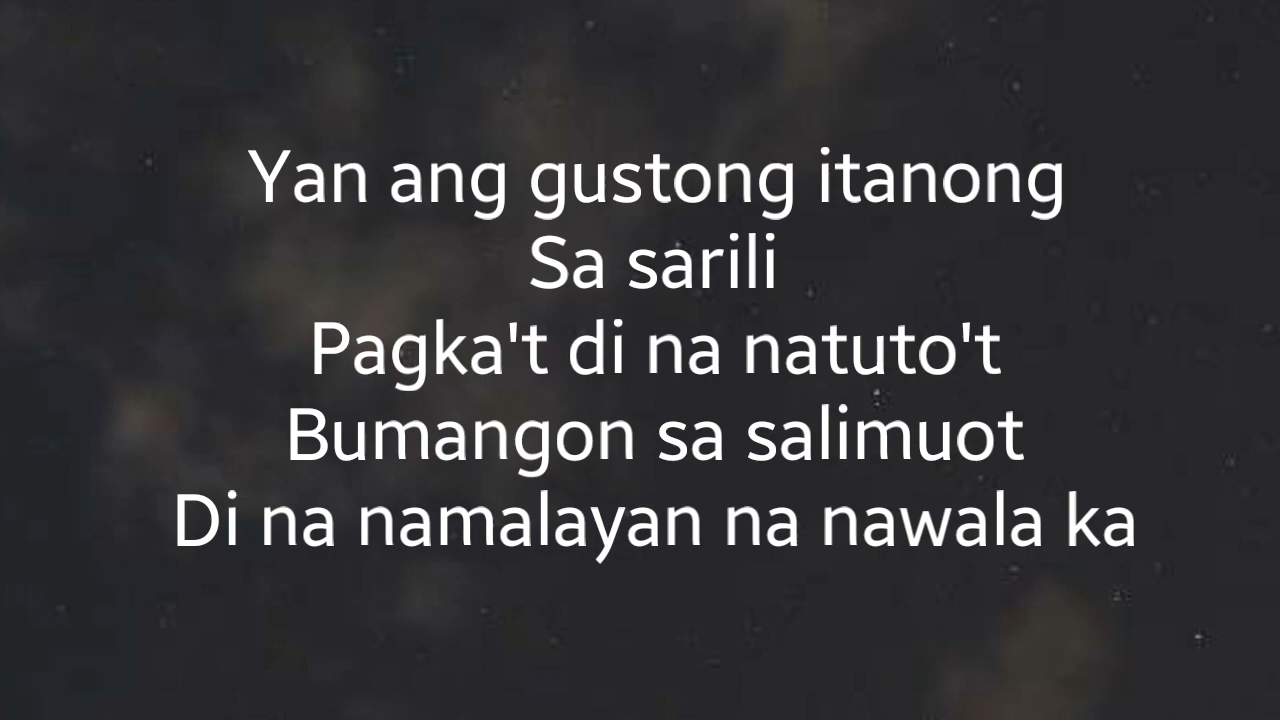 Yan ang gustong itanong
Sa sarili
Pagka't di na natuto't
Bumangon sa salimuot
Di na namalayan na nawala ka